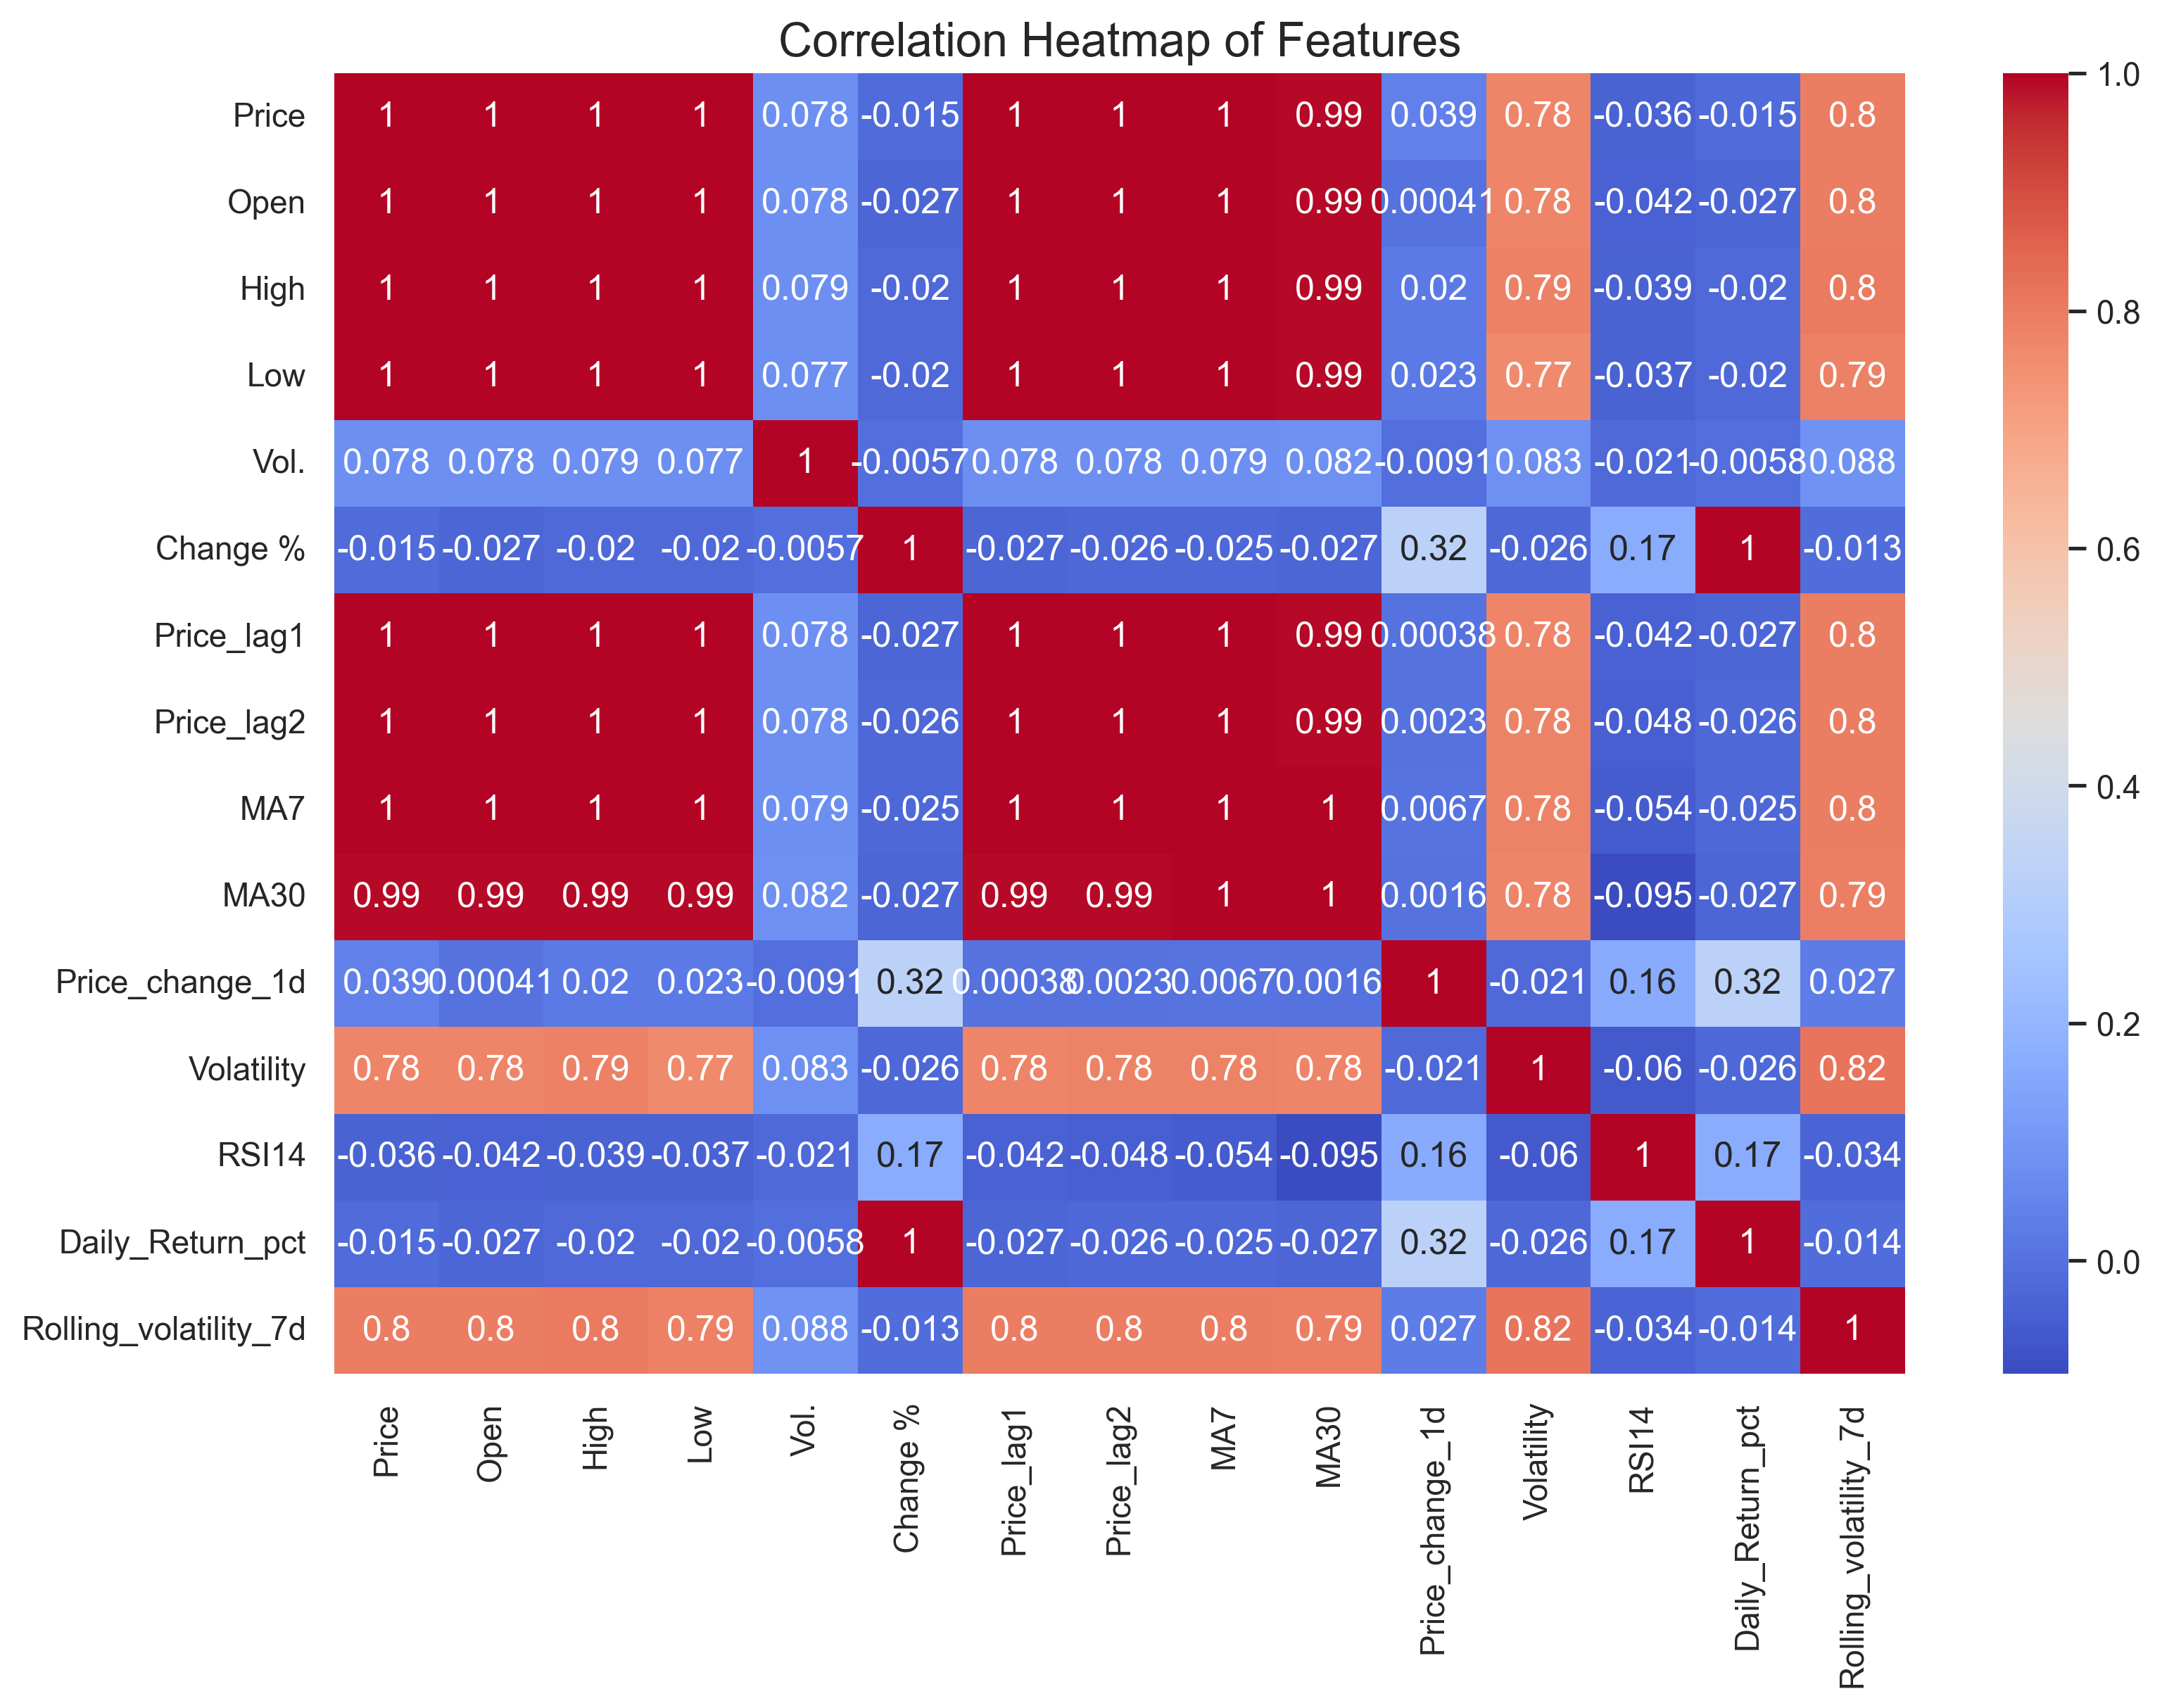 Correlation Heatmap of Features
Price 1 1 1 1 0.078 -0.015 1 1 1 0.99 0.039 0.78 -0.036 -0.015 0.8
Open 1 1 1 1 0.078 -0.027 1 1 1 0.99 0.00041 0.78 -0.042 -0.027 0.8
High 1 1 1 1 0.079 -0.02 1 1 1 0.99 0.02 0.79 -0.039 -0.02 0.8
Low 1 1 1 1 0.077 -0.02 1 1 1 0.99 0.023 0.77 -0.037 -0.02 0.79
Vol. 0.078 0.078 0.079 0.077 1 -0.0057 0.078 0.078 0.079 0.082 -0.0091 0.083 -0.021 -0.0058 0.088
Change % -0.015 -0.027 -0.02 -0.02 -0.0057 1 -0.027 -0.026 -0.025 -0.027 0.32 -0.026 0.17 1 -0.013
Price_lag1 1 1 1 1 0.078 -0.027 1 1 1 0.99 0.00038 0.78 -0.042 -0.027 0.8
Price_lag2 1 1 1 1 0.078 -0.026 1 1 1 0.99 0.0023 0.78 -0.048 -0.026 0.8
MA7 1 1 1 1 0.079 -0.025 1 1 1 1 0.0067 0.78 -0.054 -0.025 0.8
MA30 0.99 0.99 0.99 0.99 0.082 -0.027 0.99 0.99 1 1 0.0016 0.78 -0.095 -0.027 0.79
Price_change_1d 0.039 0.00041 0.02 0.023 -0.0091 0.32 0.00038 0.0023 0.0067 0.0016 1 -0.021 0.16 0.32 0.027
Volatility 0.78 0.78 0.79 0.77 0.083 -0.026 0.78 0.78 0.78 0.78 -0.021 1 -0.06 -0.026 0.82
RSI14 -0.036 -0.042 -0.039 -0.037 -0.021 0.17 -0.042 -0.048 -0.054 -0.095 0.16 -0.06 1 0.17 -0.034
Daily_Return_pct -0.015 -0.027 -0.02 -0.02 -0.0058 1 -0.027 -0.026 -0.025 -0.027 0.32 -0.026 0.17 1 -0.014
Rolling_volatility_7d 0.8 0.8 0.8 0.79 0.088 -0.013 0.8 0.8 0.8 0.79 0.027 0.82 -0.034 -0.014 1
Price
Open
High
Low
Vol.
Change %
Price_lag1
Price_lag2
MA7
MA30
Price_change_1d
Volatility
RSI14
Daily_Return_pct
Rolling_volatility_7d
1.0
0.8
0.6
0.4
0.2
0.0